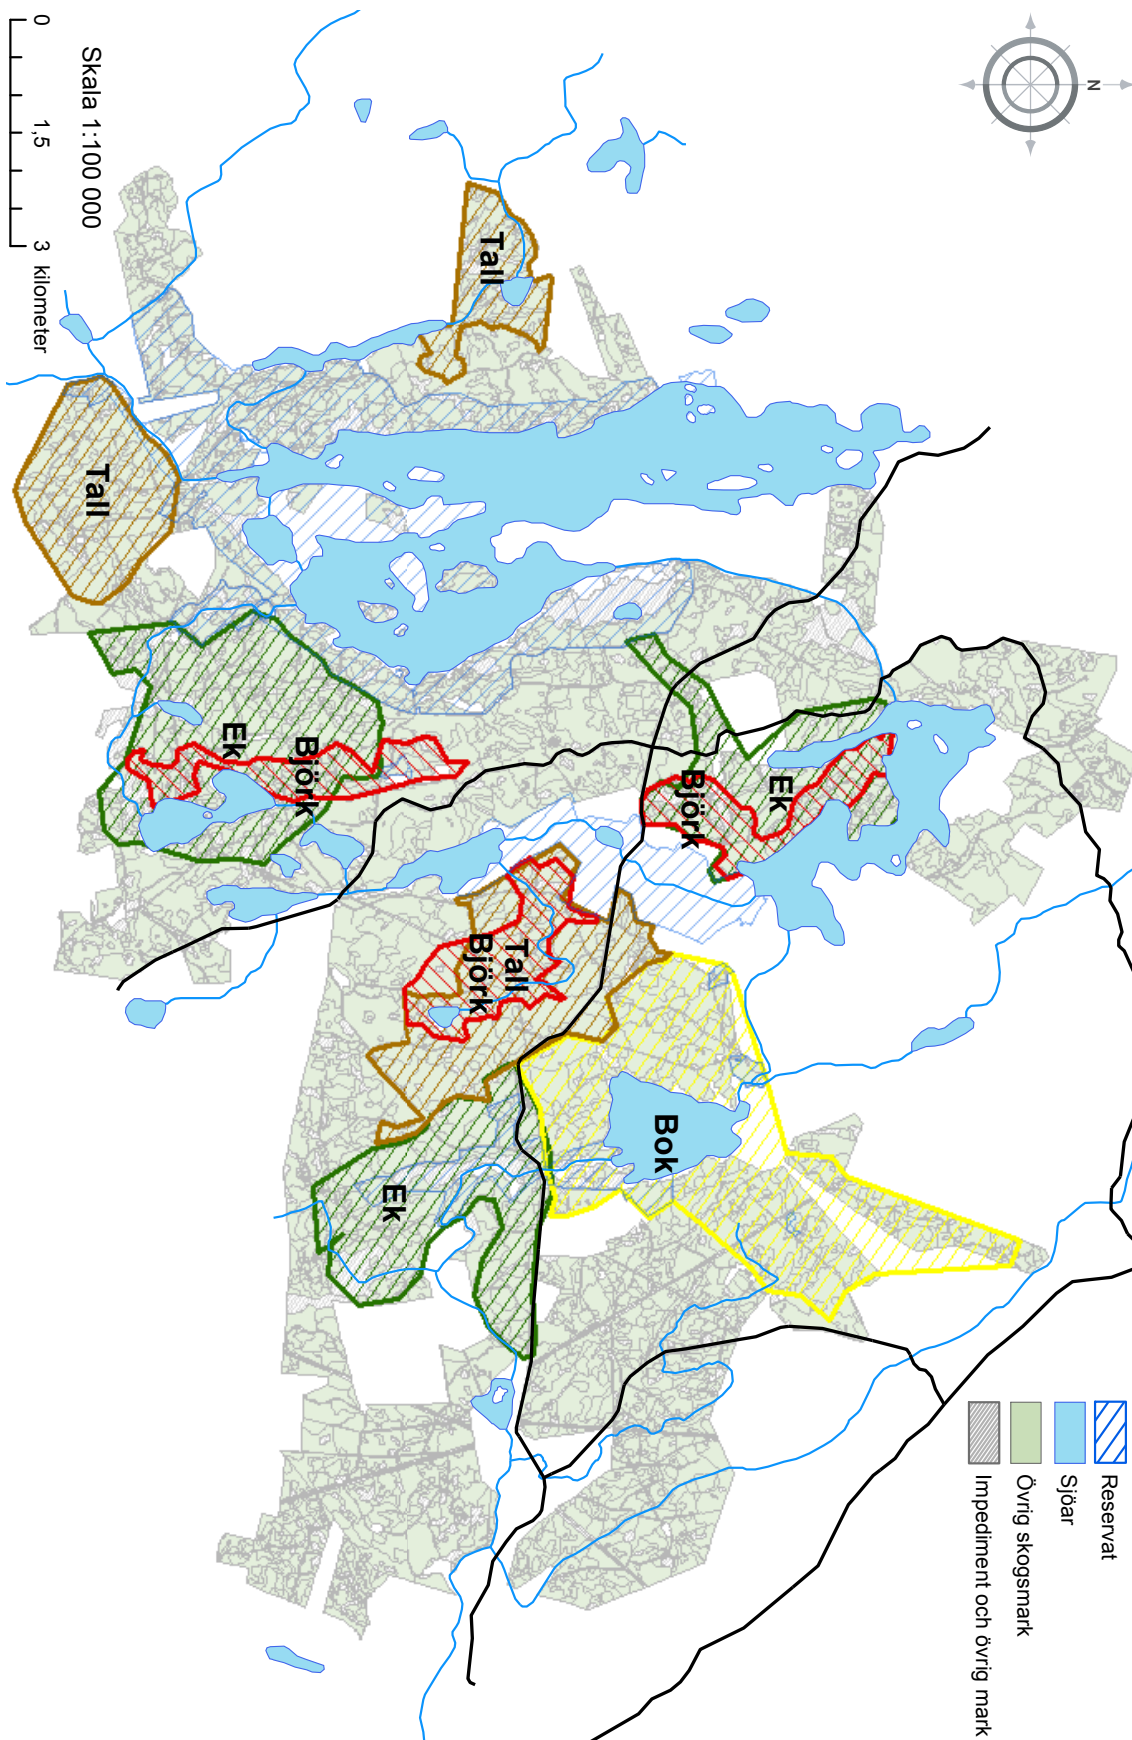 N
Skala 1:100 000
0 1,5 3 kilometer
Reservat
Sjöar
Övrig skogsmark
Impediment och övrig mark
Tall
Tall
Ek
Björk
Ek
Björk
Tall
Björk
Bok
Ek